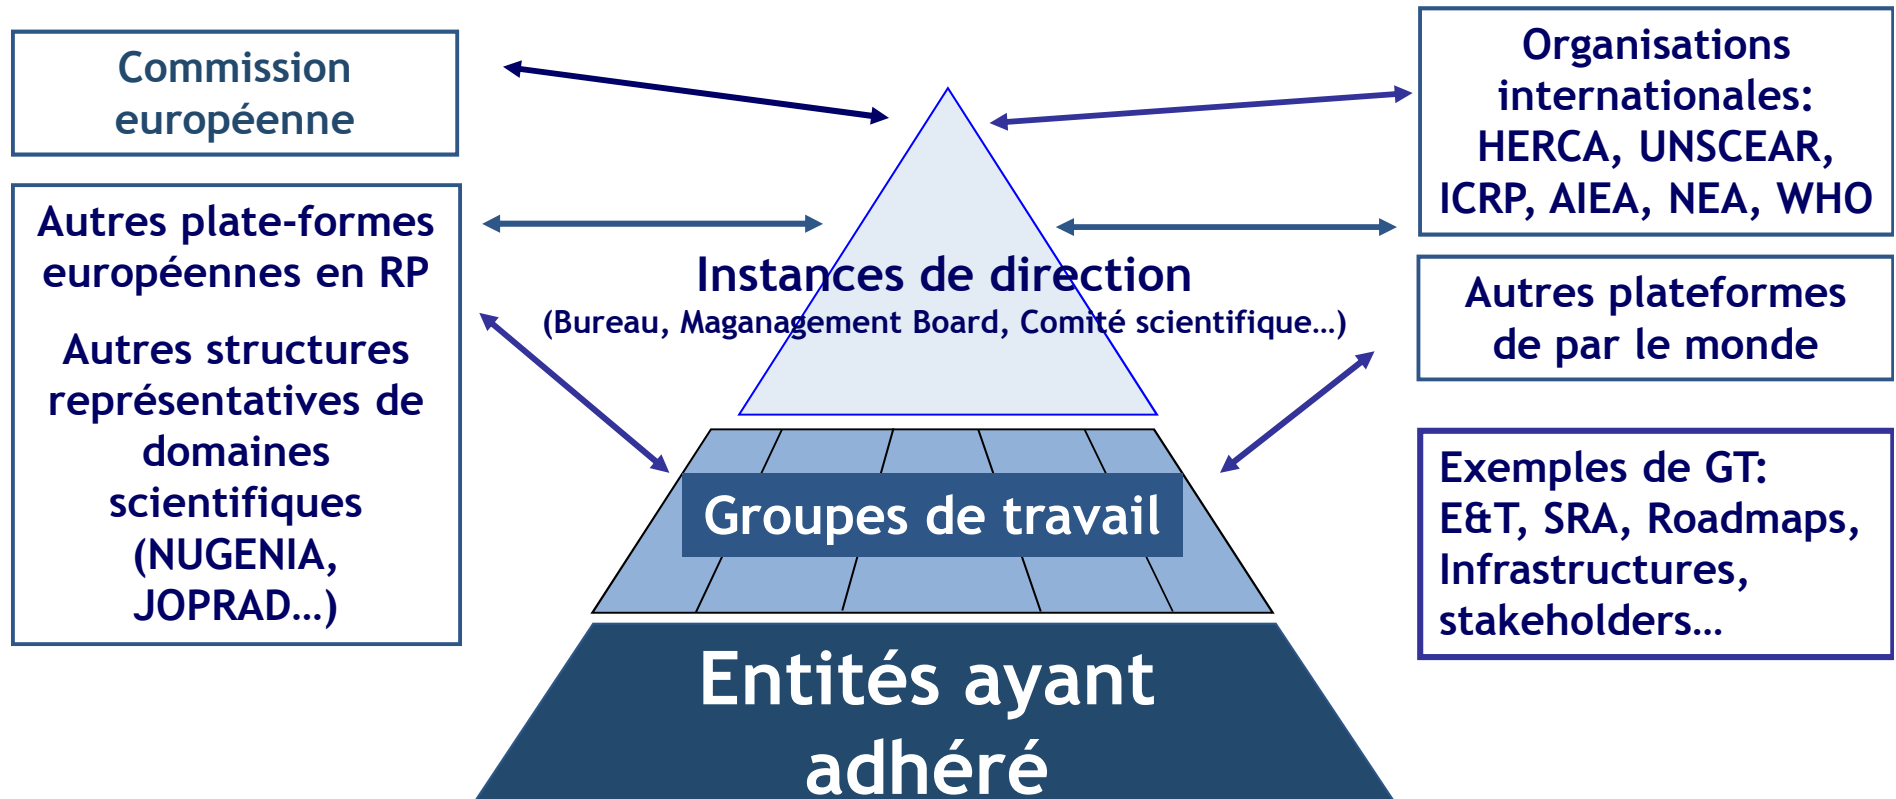 Commission
européenne
Autres plate-formes
européennes en RP
Autres structures
représentatives de
domaines
scientifiques
(NUGENIA,
JOPRAD…)
Instances de direction
(Bureau, Maganagement Board, Comité scientifique…)
Groupes de travail
Entités ayant
adhéré
Organisations
internationales:
HERCA, UNSCEAR,
ICRP, AIEA, NEA, WHO
Autres plateformes
de par le monde
Exemples de GT:
E&T, SRA, Roadmaps,
Infrastructures,
stakeholders…